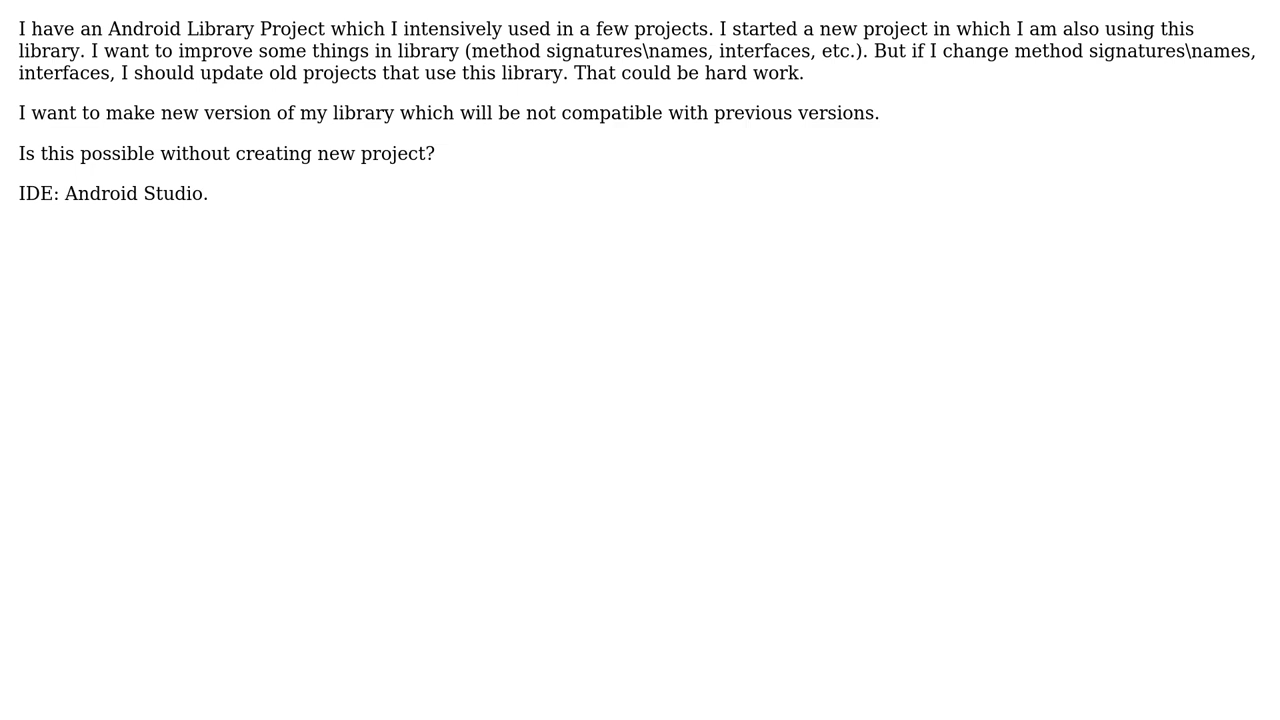 I have an Android Library Project which I intensively used in a few projects. I started a new project in which I am also using this
library. I want to improve some things in library (method signatures\names, interfaces, etc.). But if I change method signatures\names,
interfaces, I should update old projects that use this library. That could be hard work.
I want to make new version of my library which will be not compatible with previous versions.
Is this possible without creating new project?
IDE: Android Studio.